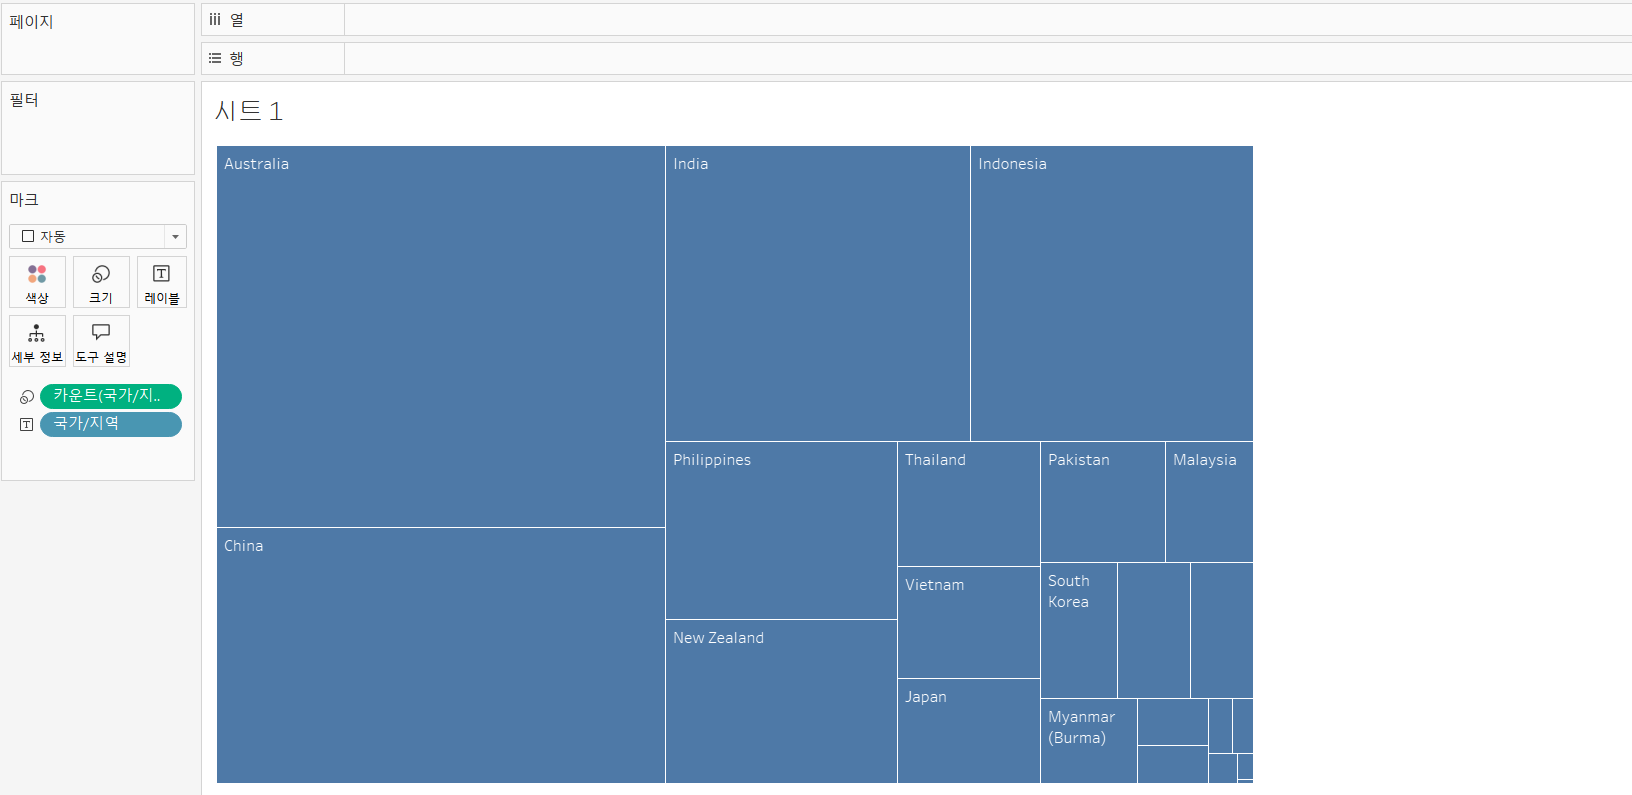 페이지
열
행
필터
시트 1
마크
자동
색상
크기
레이블
세부 정보
도구 설명
카운트(국가/지..
국가/지역
Australia
India
Indonesia
Philippines
Thailand
Pakistan
Malaysia
China
Vietnam
South
Korea
New Zealand
Japan
Myanmar
(Burma)